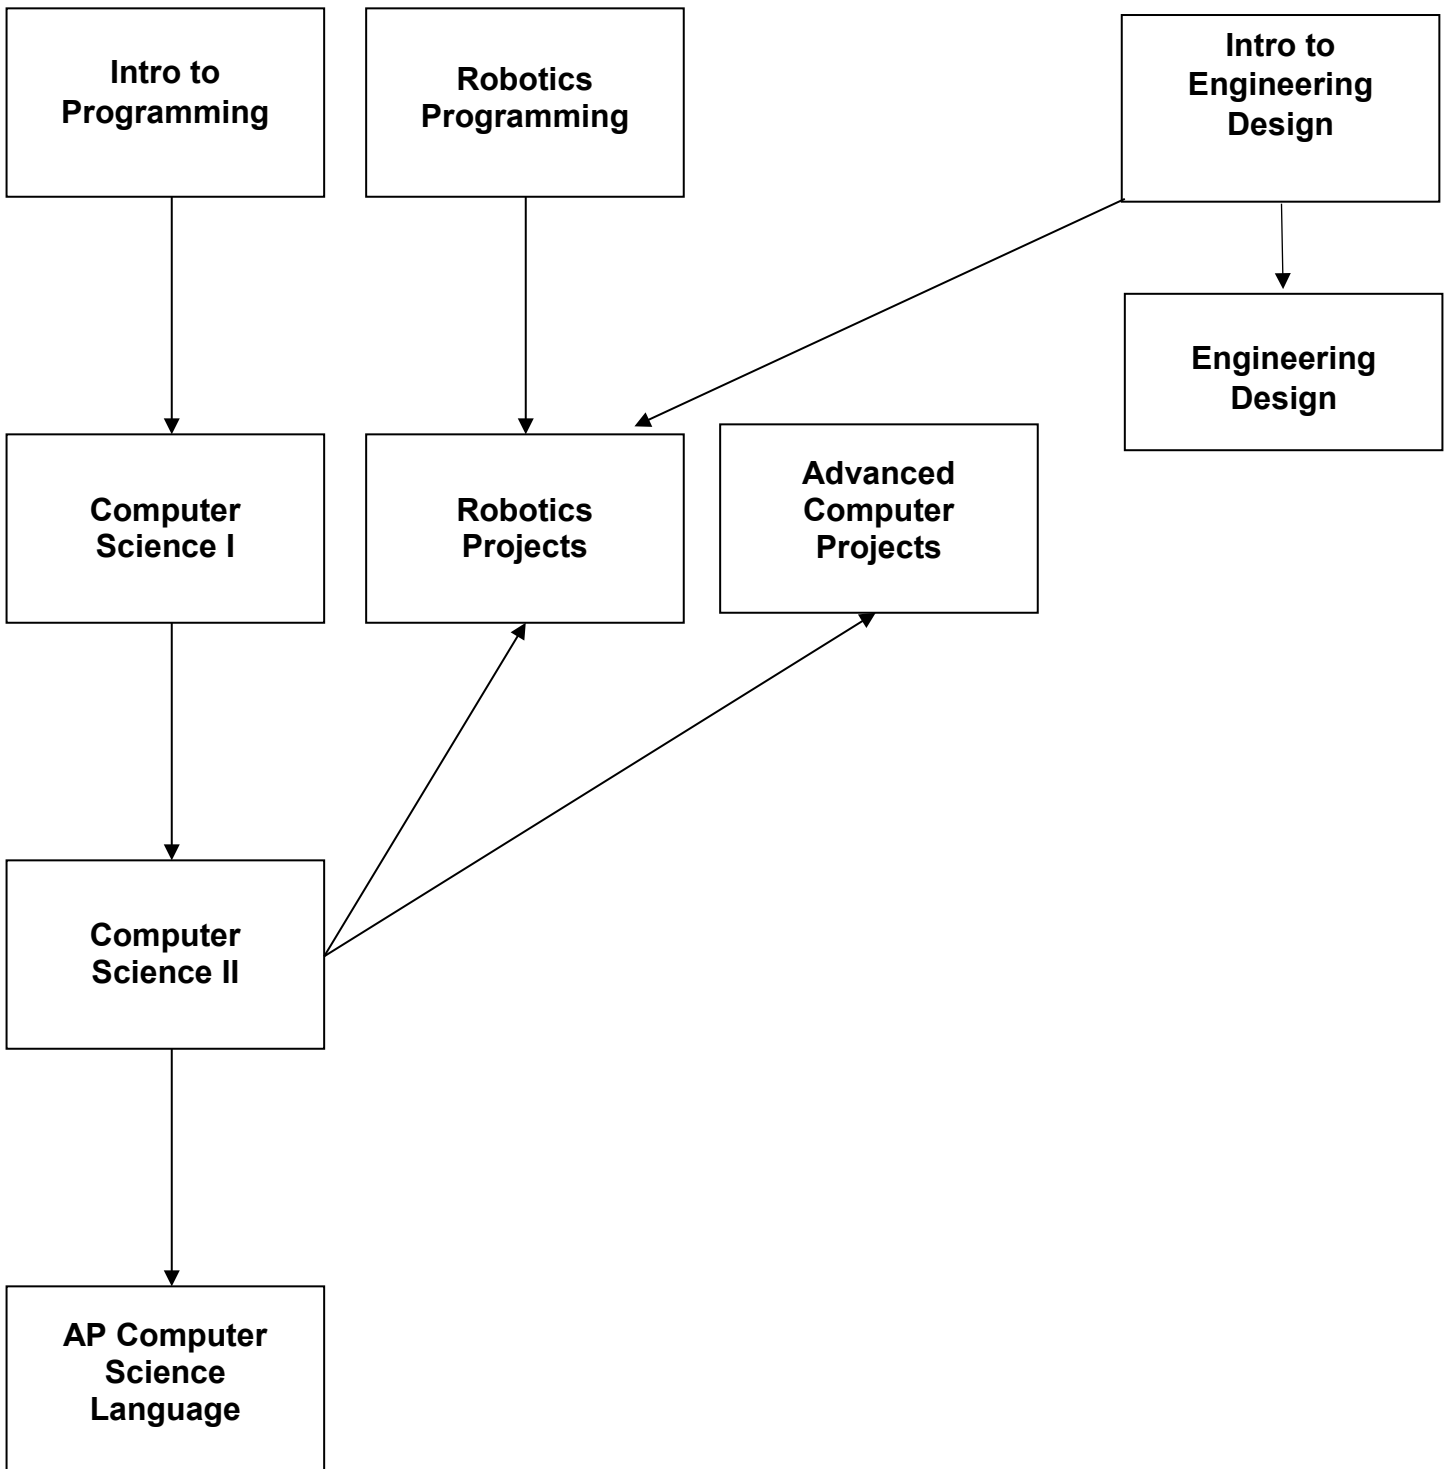 Intro to
Programming
Robotics
Programming
Intro to
Engineering
Design
Engineering
Design
Computer
Science I
Robotics
Projects
Advanced
Computer
Projects
Computer
Science II
AP Computer
Science
Language